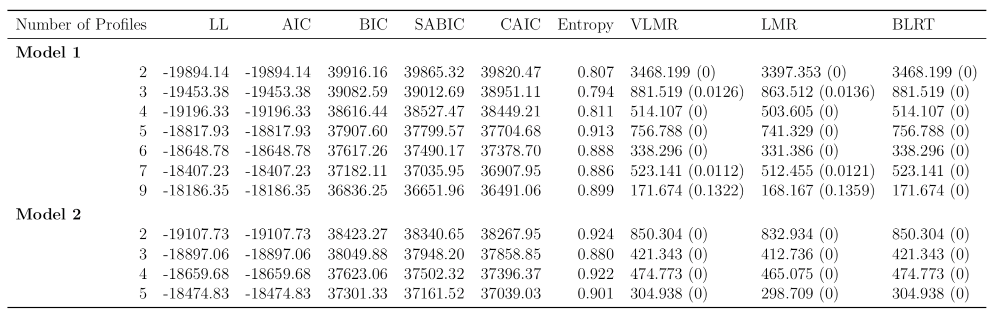 Number of Profiles LL AIC BIC SABIC CAIC Entropy VLMR LMR BLRT
Model 1
2 -19894.14 -19894.14 39916.16 39865.32 39820.47 0.807 3468.199 (0) 3397.353 (0) 3468.199 (0)
3 -19453.38 -19453.38 39082.59 39012.69 38951.11 0.794 881.519 (0.0126) 863.512 (0.0136) 881.519 (0)
4 -19196.33 -19196.33 38616.44 38527.47 38449.21 0.811 514.107 (0) 503.605 (0) 514.107 (0)
5 -18817.93 -18817.93 37907.60 37799.57 37704.68 0.913 756.788 (0) 741.329 (0) 756.788 (0)
6 -18648.78 -18648.78 37617.26 37490.17 37378.70 0.888 338.296 (0) 331.386 (0) 338.296 (0)
7 -18407.23 -18407.23 37182.11 37035.95 36907.95 0.886 523.141 (0.0112) 512.455 (0.0121) 523.141 (0)
9 -18186.35 -18186.35 36836.25 36651.96 36491.06 0.899 171.674 (0.1322) 168.167 (0.1359) 171.674 (0)
Model 2
2 -19107.73 -19107.73 38423.27 38340.65 38267.95 0.924 850.304 (0) 832.934 (0) 850.304 (0)
3 -18897.06 -18897.06 38049.88 37948.20 37858.85 0.880 421.343 (0) 412.736 (0) 421.343 (0)
4 -18659.68 -18659.68 37623.06 37502.32 37396.37 0.922 474.773 (0) 465.075 (0) 474.773 (0)
5 -18474.83 -18474.83 37301.33 37161.52 37039.03 0.901 304.938 (0) 298.709 (0) 304.938 (0)